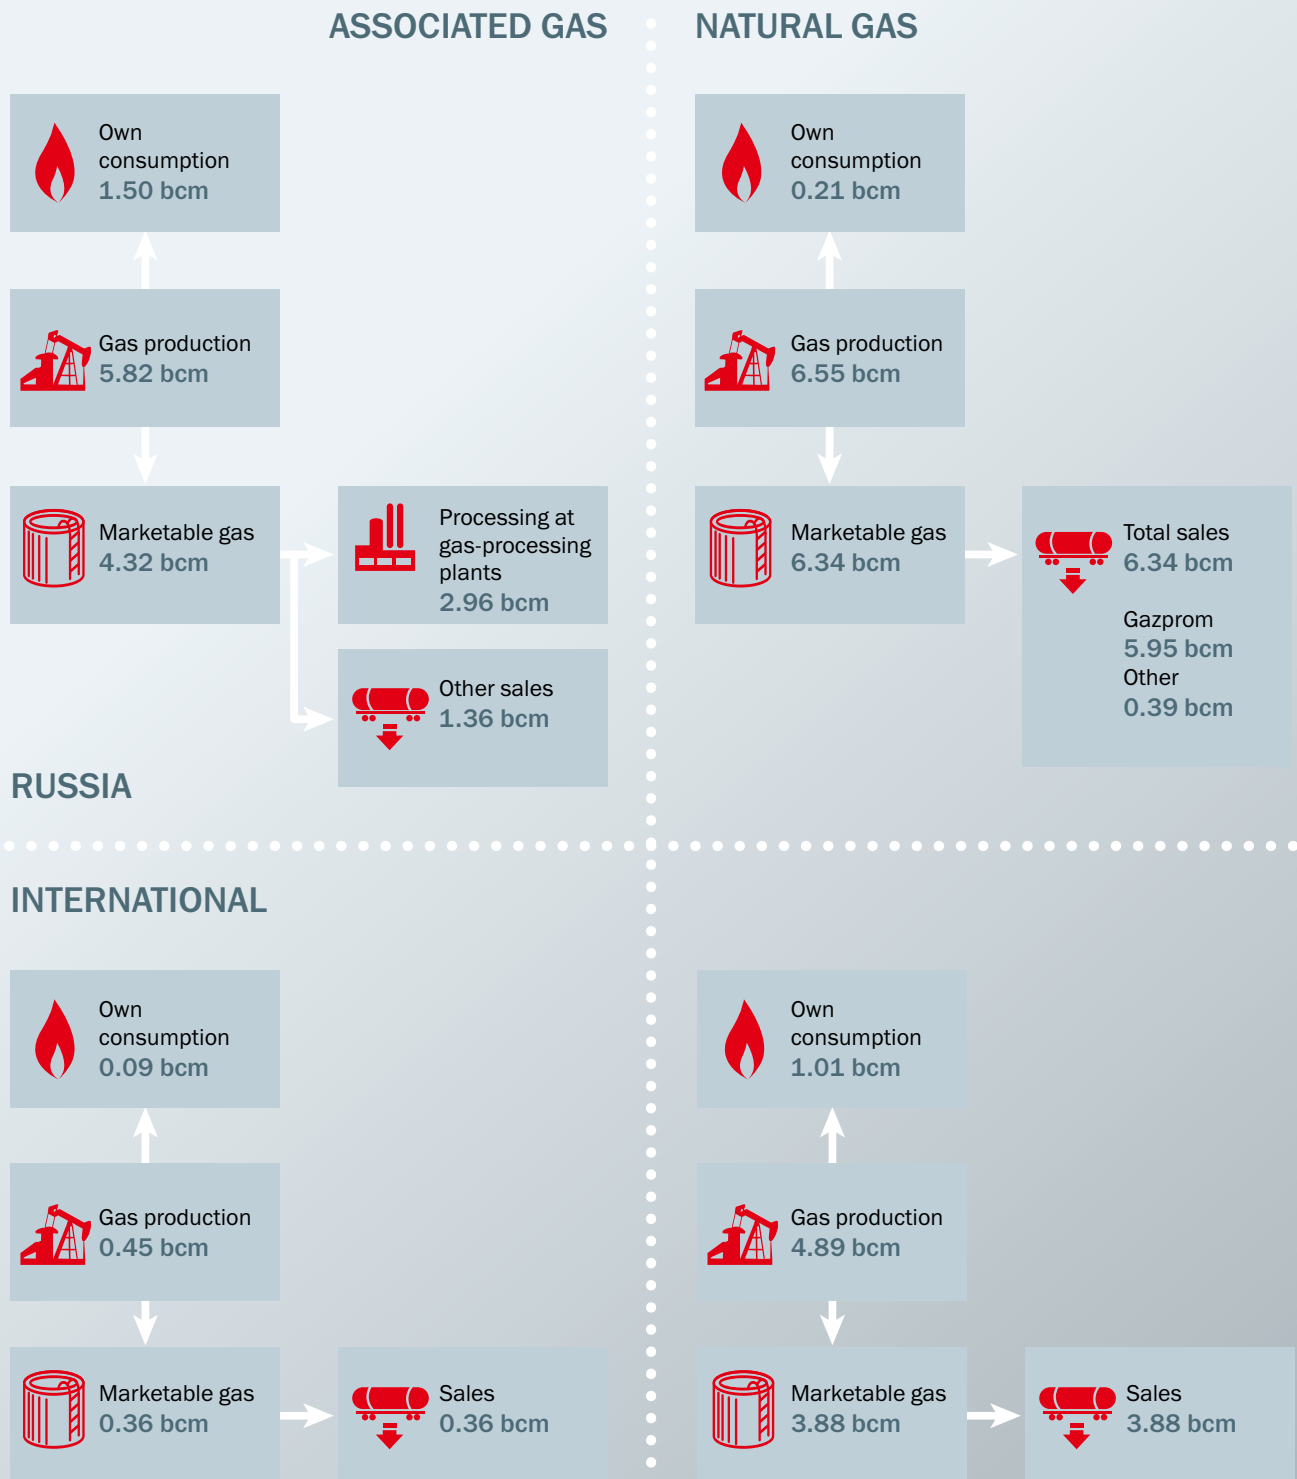 ASSOCIATED GAS
Own
consumption
1.50 bcm
Gas production
5.82 bcm
Marketable gas
4.32 bcm
Processing at
gas-processing
plants
2.96 bcm
Other sales
1.36 bcm
NATURAL GAS
Own
consumption
0.21 bcm
Gas production
6.55 bcm
Marketable gas
6.34 bcm
Total sales
6.34 bcm
Gazprom
5.95 bcm
Other
0.39 bcm
RUSSIA
INTERNATIONAL
Own
consumption
0.09 bcm
Gas production
0.45 bcm
Marketable gas
0.36 bcm
Sales
0.36 bcm
Own
consumption
1.01 bcm
Gas production
4.89 bcm
Marketable gas
3.88 bcm
Sales
3.88 bcm